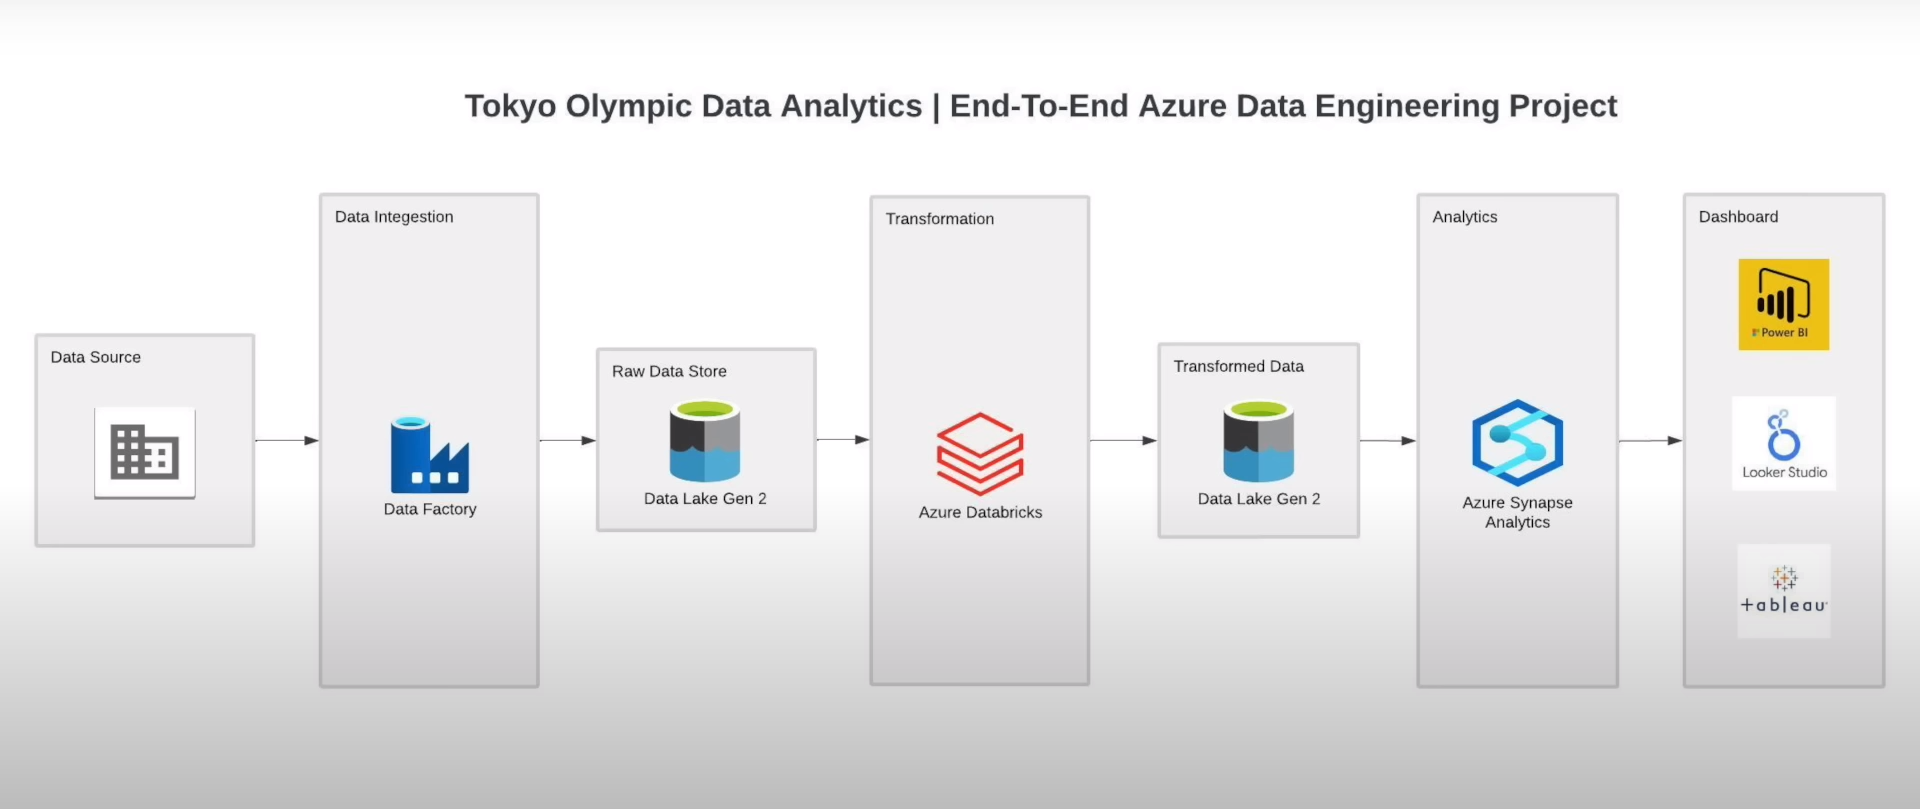 Tokyo Olympic Data Analytics | End-To-End Azure Data Engineering Project
Data Source
Data Integestion
Data Factory
Raw Data Store
Data Lake Gen 2
Transformation
Azure Databricks
Transformed Data
Data Lake Gen 2
Analytics
Azure Synapse
Analytics
Dashboard
Power BI
Looker Studio
+ableau